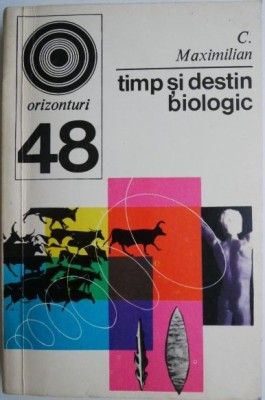 orizonturi
48
C.
Maximilian
timp și destin
biologic